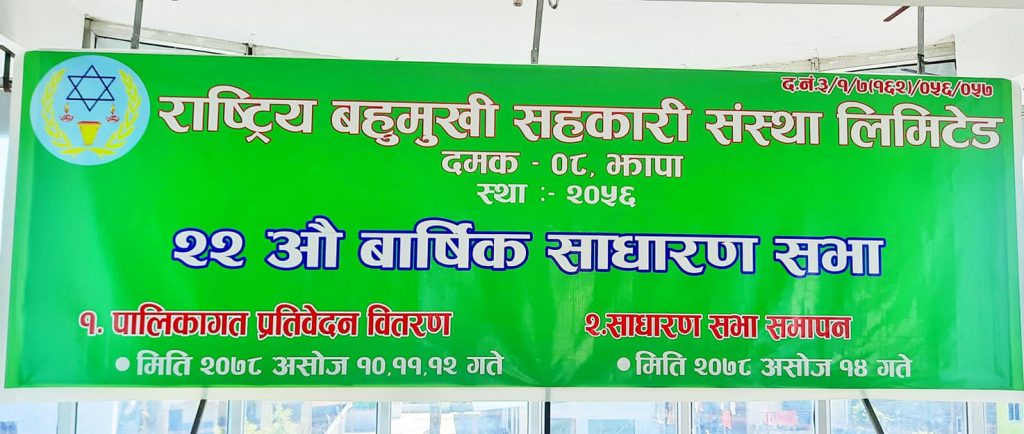 द.नं.३/१/७(१६२)/०५६/०५७
राष्ट्रिय बहुमुखी सहकारी संस्था लिमिटेड
दमक - ०८, झापा
स्था :- २०५६
२२ औ बार्षिक साधारण सभा
१. पालिकागत प्रतिवेदन वितरण
• मिति २०७८ असोज १०,११,१२ गते
२.साधारण सभा समापन
• मिति २०७८ असोज १४ गते